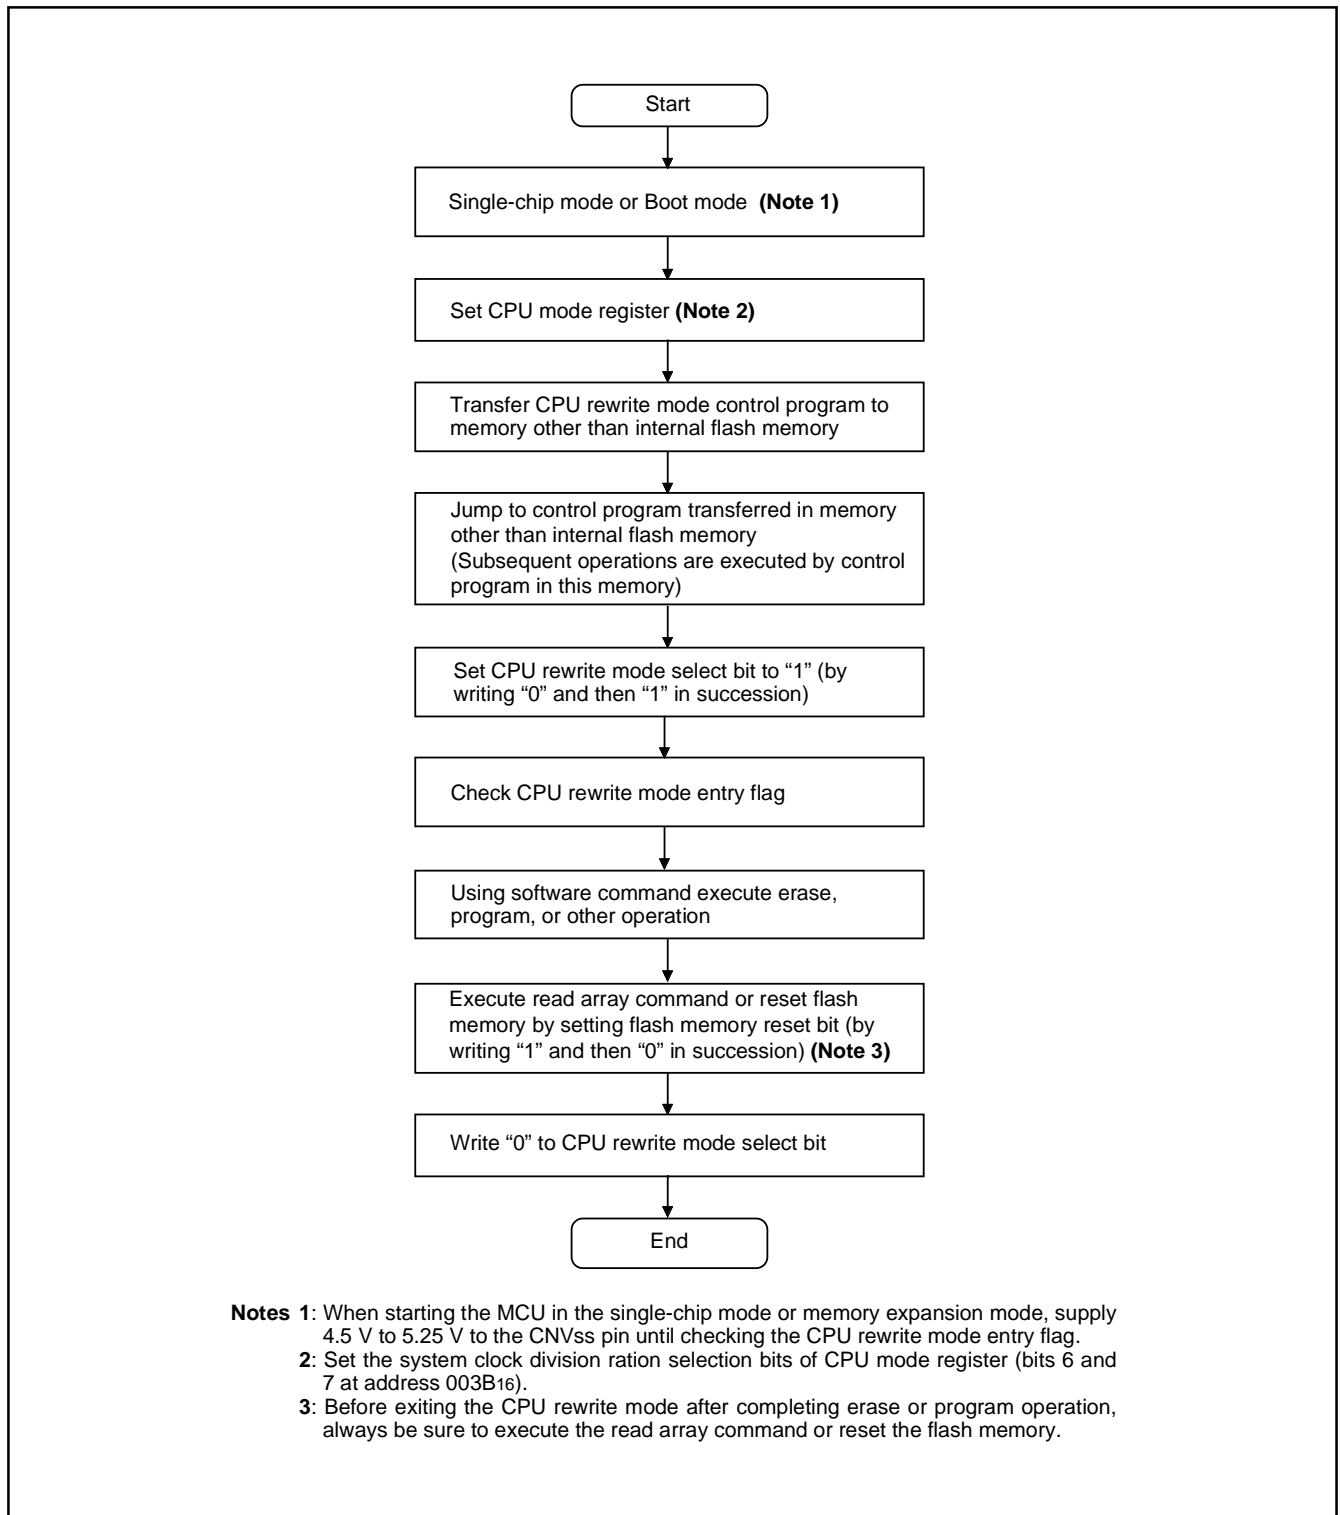 Start
Single-chip mode or Boot mode (Note 1)
Set CPU mode register (Note 2)
Transfer CPU rewrite mode control program to
memory other than internal flash memory
Jump to control program transferred in memory
other than internal flash memory
(Subsequent operations are executed by control
program in this memory)
Set CPU rewrite mode select bit to “1” (by
writing “0” and then “1” in succession)
Check CPU rewrite mode entry flag
Using software command execute erase,
program, or other operation
Execute read array command or reset flash
memory by setting flash memory reset bit (by
writing “1” and then “0” in succession) (Note 3)
Write “0” to CPU rewrite mode select bit
End
Notes 1: When starting the MCU in the single-chip mode or memory expansion mode, supply
4.5 V to 5.25 V to the CNVss pin until checking the CPU rewrite mode entry flag.
2: Set the system clock division ration selection bits of CPU mode register (bits 6 and
7 at address 003B16).
3: Before exiting the CPU rewrite mode after completing erase or program operation,
always be sure to execute the read array command or reset the flash memory.